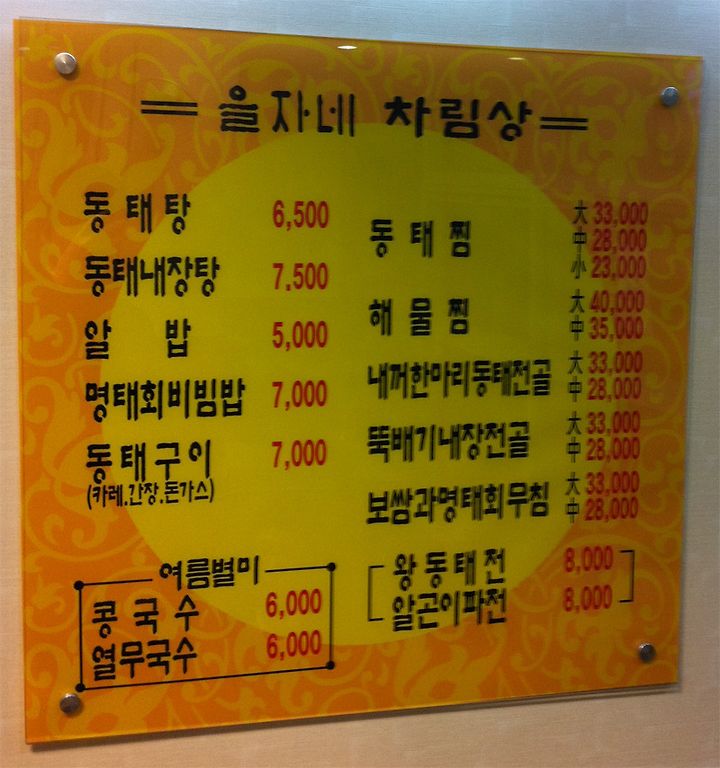 을지네 차림상
동태탕 6,500
동태내장탕 7,500
알 밥 5,000
명태회비빔밥 7,000
동태구이 7,000
(카레.간장.돈가스)
여름별미
콩국수 6,000
열무국수 6,000
동태찜 大 33,000
中 28,000
小 23,000
해물찜 大 40,000
中 35,000
내꺼한마리동태전골 大 33,000
中 28,000
뚝배기내장전골 大 33,000
中 28,000
보쌈과명태회무침 大 33,000
中 28,000
왕동태전 8,000
알곤이파전 8,000